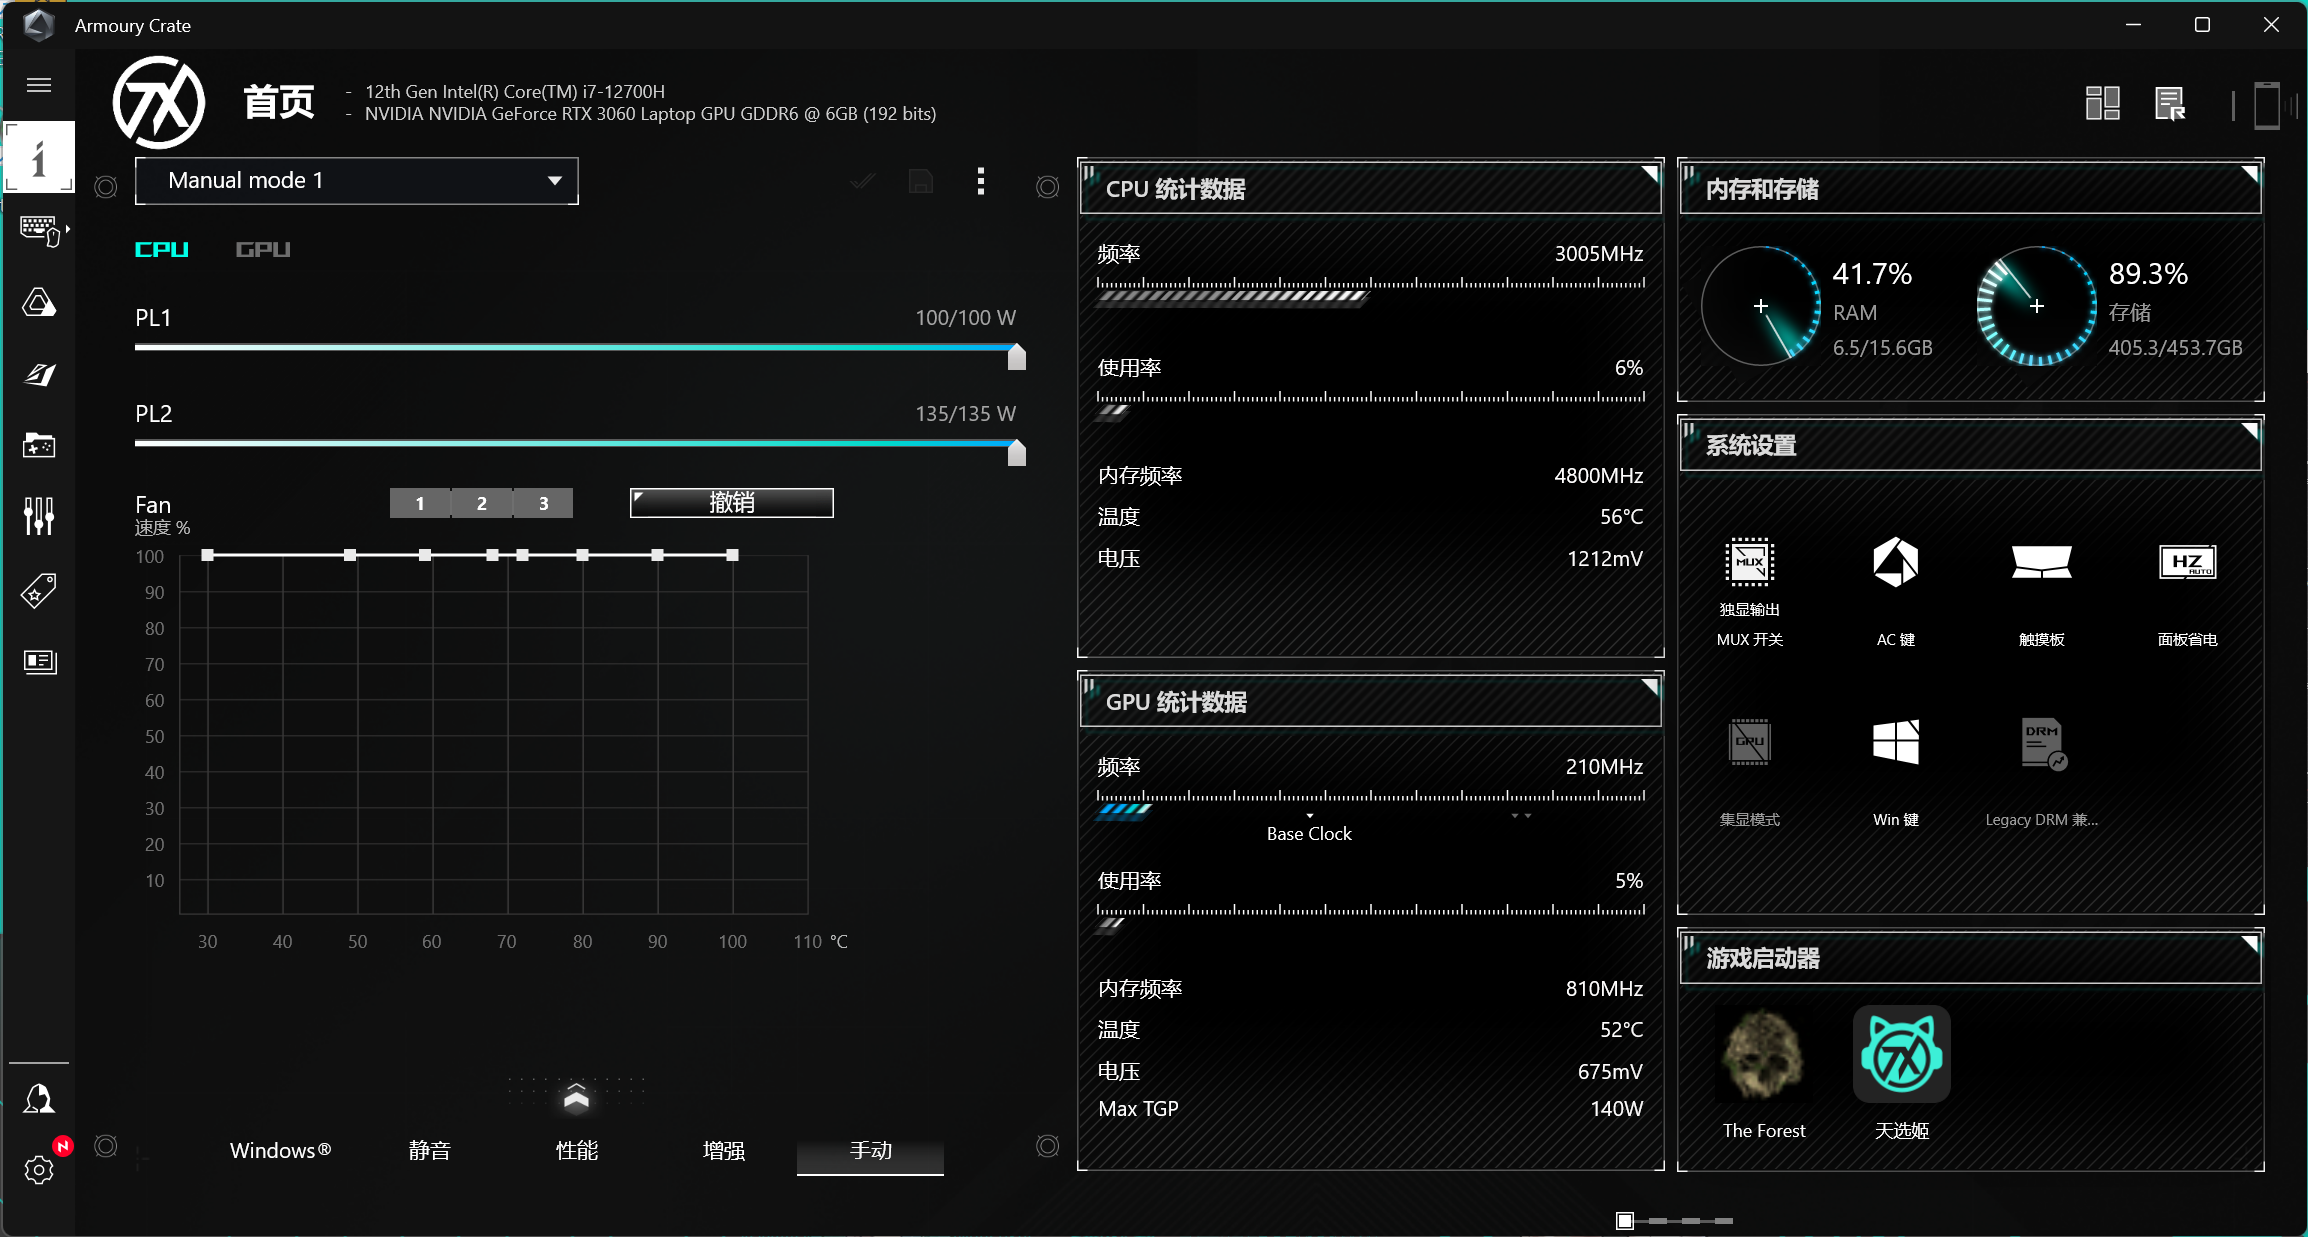 Armoury Crate
首页
- 12th Gen Intel(R) Core(TM) i7-12700H
- NVIDIA NVIDIA GeForce RTX 3060 Laptop GPU GDDR6 @ 6GB (192 bits)
Manual mode 1
CPU GPU
PL1 100/100 W
PL2 135/135 W
Fan 1 2 3 撤销
速度 %
100
90
80
70
60
50
40
30
20
10
30 40 50 60 70 80 90 100 110 °C
Windows® 静音 性能 增强 手动
CPU 统计数据
频率 3005MHz
使用率 6%
内存频率 4800MHz
温度 56°C
电压 1212mV
GPU 统计数据
频率 210MHz
Base Clock
使用率 5%
内存频率 810MHz
温度 52°C
电压 675mV
Max TGP 140W
内存和存储
41.7%
RAM
6.5/15.6GB
89.3%
存储
405.3/453.7GB
系统设置
MUX
HZ
AUTO
独显输出
MUX 开关 AC 键 触摸板 面板省电
GPU
DRM
集显模式 Win 键 Legacy DRM 兼...
游戏启动器
The Forest 天选姬
N